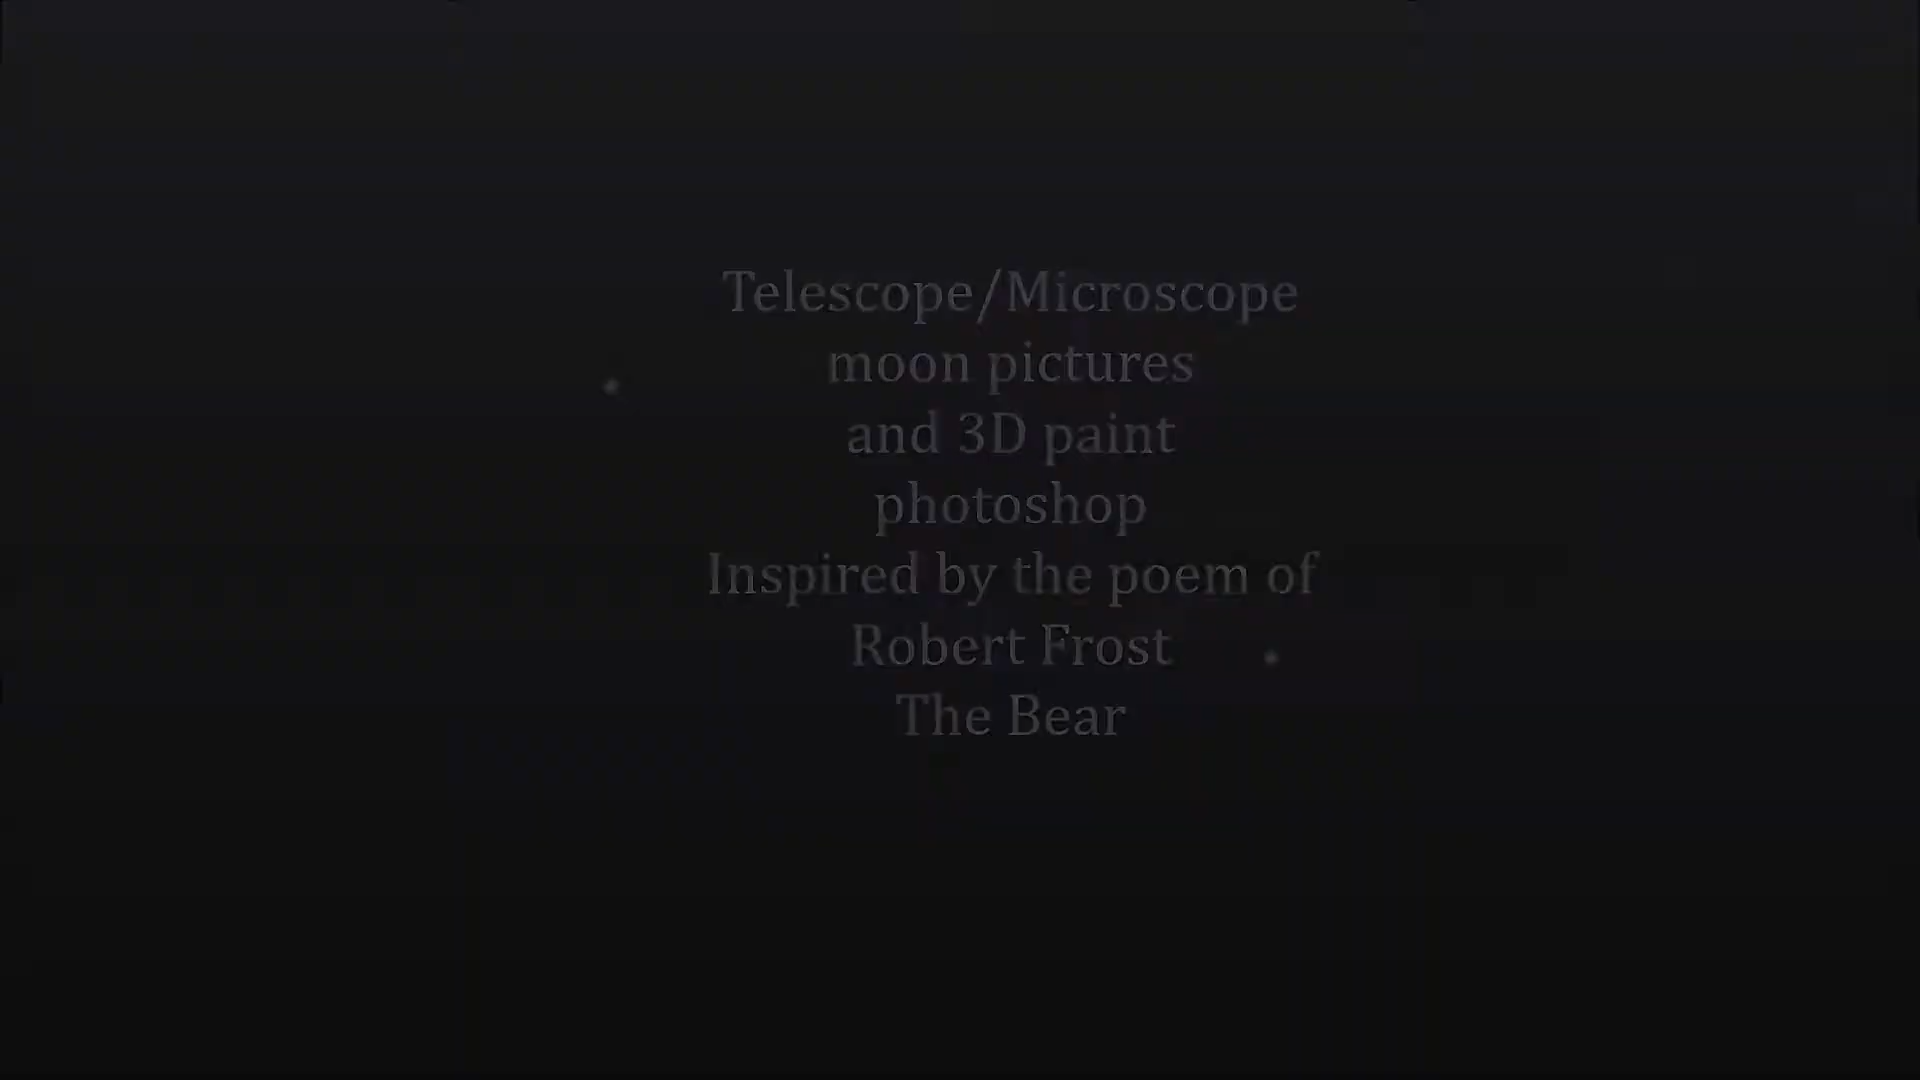 Telescope/Microscope
moon pictures
and 3D paint
photoshop
Inspired by the poem of
Robert Frost
The Bear